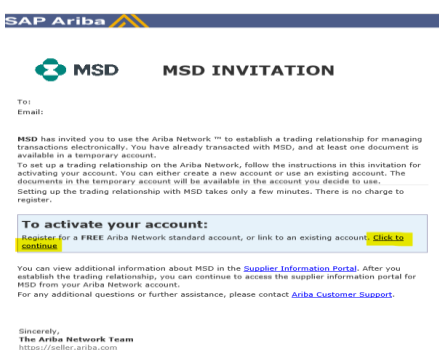 SAP Ariba
MSD MSD INVITATION
To:
Email:
MSD has invited you to use the Ariba Network ™ to establish a trading relationship for managing
transactions electronically. You have already transacted with MSD, and at least one document is
available in a temporary account.
To set up a trading relationship on the Ariba Network, follow the instructions in this invitation for
activating your account. You can either create a new account or use an existing account. The
documents in the temporary account will be available in the account you decide to use.
Setting up the trading relationship with MSD takes only a few minutes. There is no charge to
register.
To activate your account:
Register for a FREE Ariba Network standard account, or link to an existing account. Click to
continue
You can view additional information about MSD in the Supplier Information Portal. After you
establish the trading relationship, you can continue to access the supplier information portal for
MSD from your Ariba Network account.
For any additional questions or further assistance, please contact Ariba Customer Support.
Sincerely,
The Ariba Network Team
https://seller.ariba.com